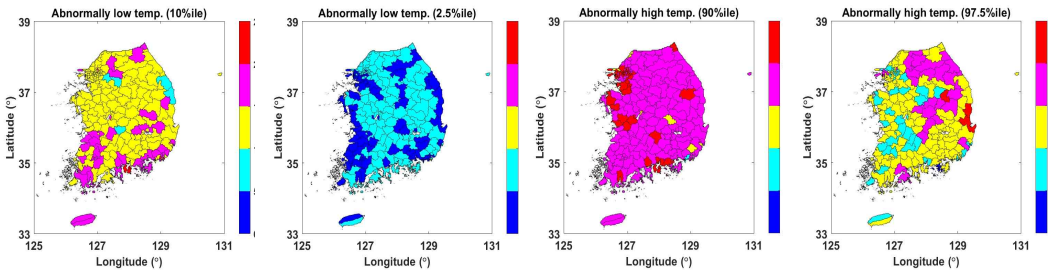 Abnormally low temp. (10%ile)
39
37
35
33
Latitude (°)
125 127 129 131
Longitude (°)
Abnormally low temp. (2.5%ile)
39
37
35
33
Latitude (°)
125 127 129 131
Longitude (°)
Abnormally high temp. (90%ile)
39
37
35
33
Latitude (°)
125 127 129 131
Longitude (°)
Abnormally high temp. (97.5%ile)
39
37
35
33
Latitude (°)
125 127 129 131
Longitude (°)